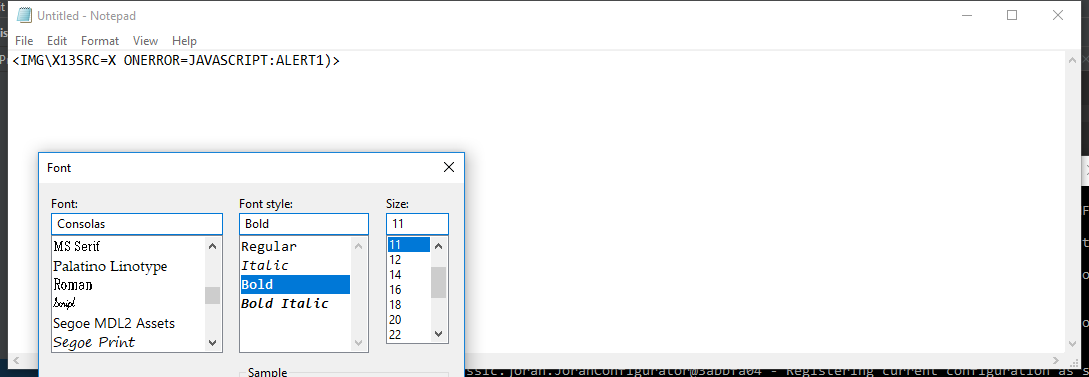 Untitled - Notepad
File Edit Format View Help
<IMG\X13SRC=X ONERROR=JAVASCRIPT:ALERT1)>
Font
Font: Font style: Size:
Consolas Bold 11
MS Serif Regular 11
Palatino Linotype Italic 12
Roman Bold 14
Script Bold Italic 16
Segoe MDL2 Assets 18
Segoe Print 20
22
Sample
ssic.joran.JoranConfigurator@3abbfa04 - Registering current configuration as s